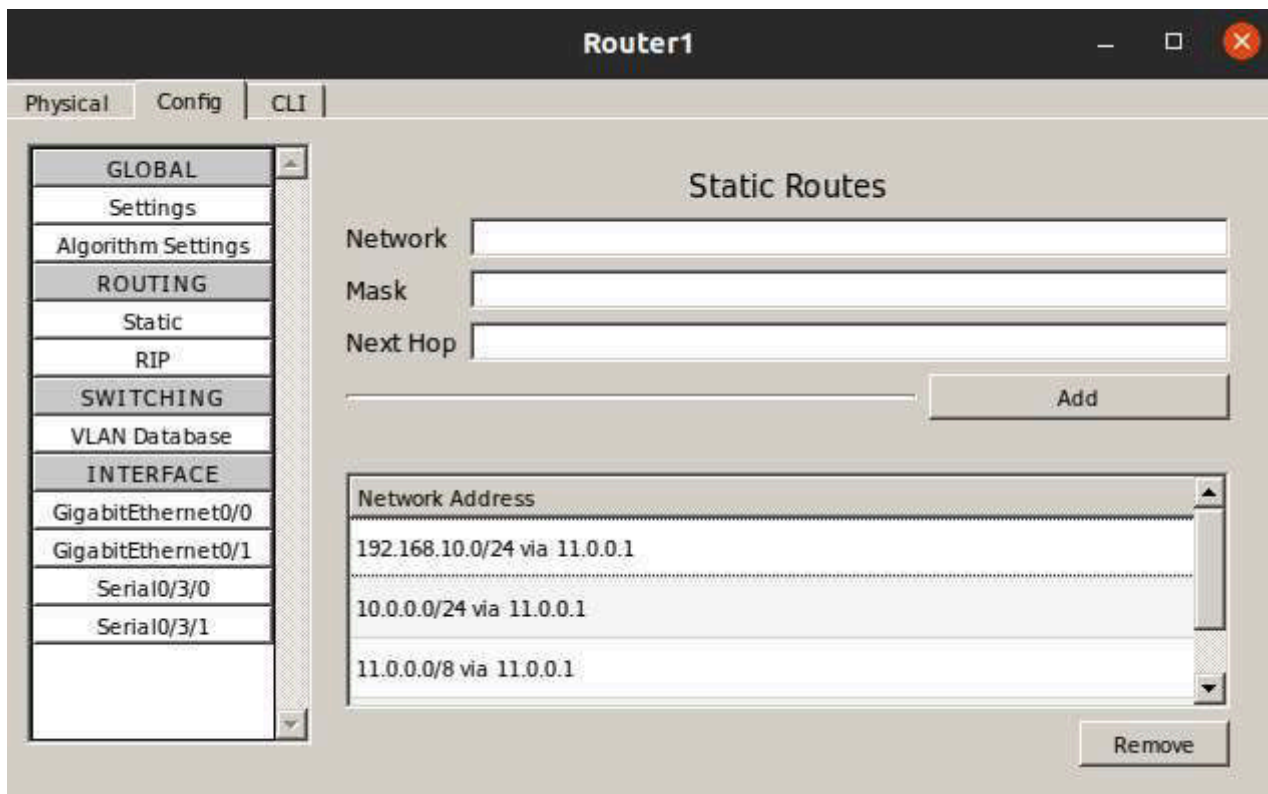 Router1
Physical Config CLI
GLOBAL
Settings
Algorithm Settings
ROUTING
Static
RIP
SWITCHING
VLAN Database
INTERFACE
GigabitEthernet0/0
GigabitEthernet0/1
Serial0/3/0
Serial0/3/1
Static Routes
Network
Mask
Next Hop
Add
Network Address
192.168.10.0/24 via 11.0.0.1
10.0.0.0/24 via 11.0.0.1
11.0.0.0/8 via 11.0.0.1
Remove